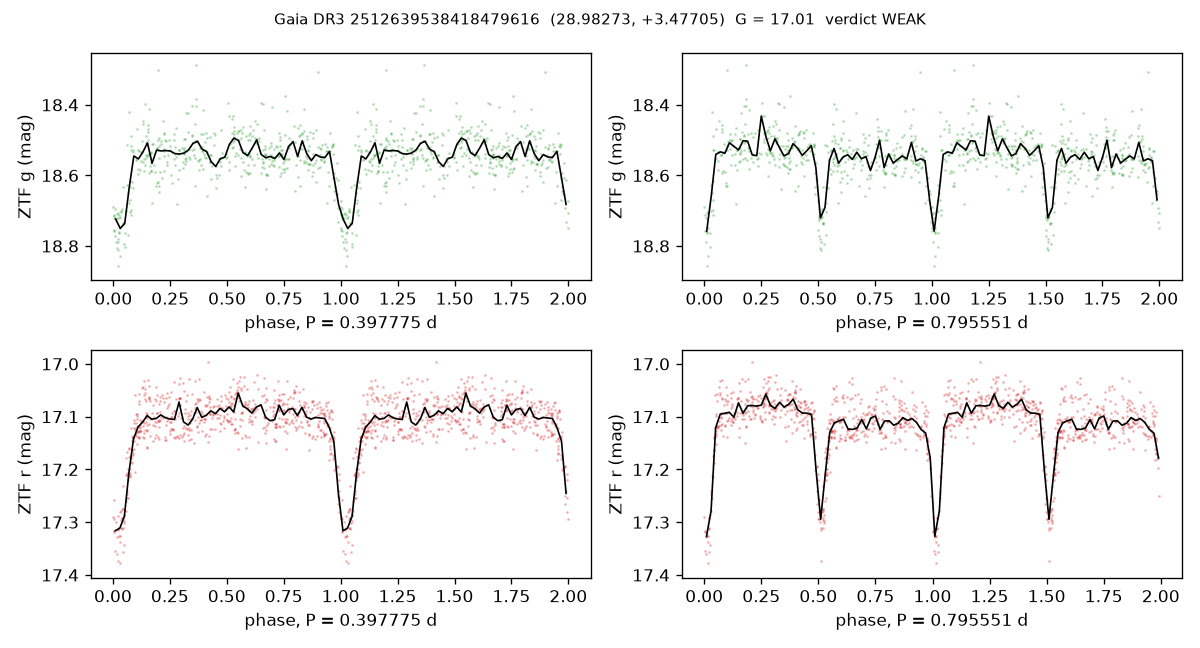 Gaia DR3 2512639538418479616  (28.98273, +3.47705)  G = 17.01  verdict WEAK
ZTF g (mag)
18.4
18.6
18.8
0.00 0.25 0.50 0.75 1.00 1.25 1.50 1.75 2.00
phase, P = 0.397775 d
ZTF g (mag)
18.4
18.6
18.8
0.00 0.25 0.50 0.75 1.00 1.25 1.50 1.75 2.00
phase, P = 0.795551 d
ZTF r (mag)
17.0
17.1
17.2
17.3
17.4
0.00 0.25 0.50 0.75 1.00 1.25 1.50 1.75 2.00
phase, P = 0.397775 d
ZTF r (mag)
17.0
17.1
17.2
17.3
17.4
0.00 0.25 0.50 0.75 1.00 1.25 1.50 1.75 2.00
phase, P = 0.795551 d